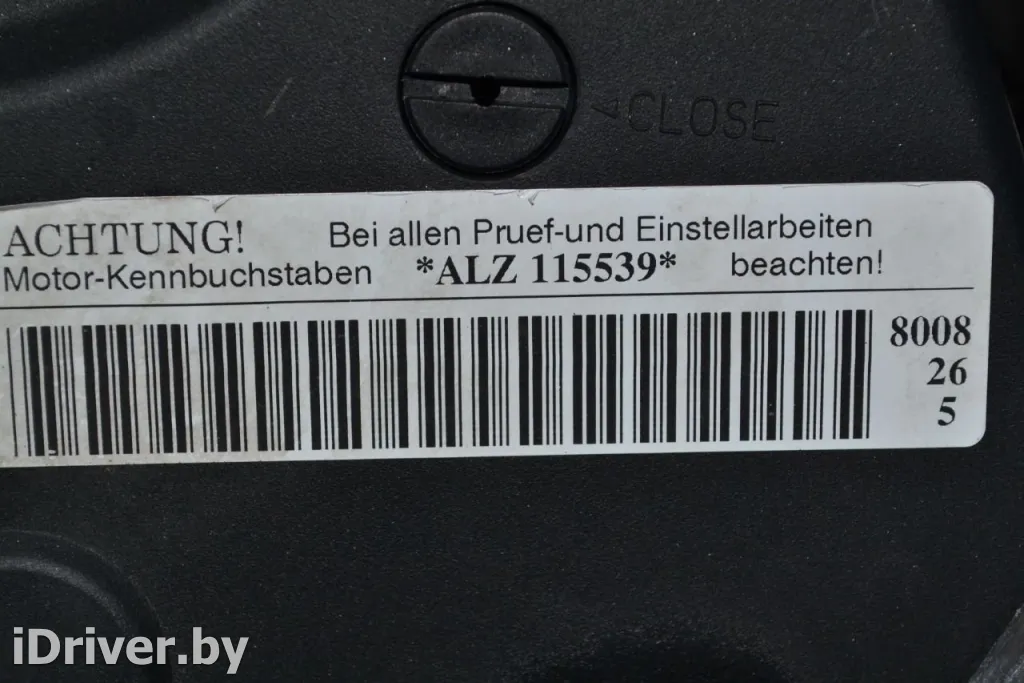 ◁CLOSE
ACHTUNG! Bei allen Pruef-und Einstellarbeiten
Motor-Kennbuchstaben *ALZ 115539* beachten!
8008
26
5
iDriver.by